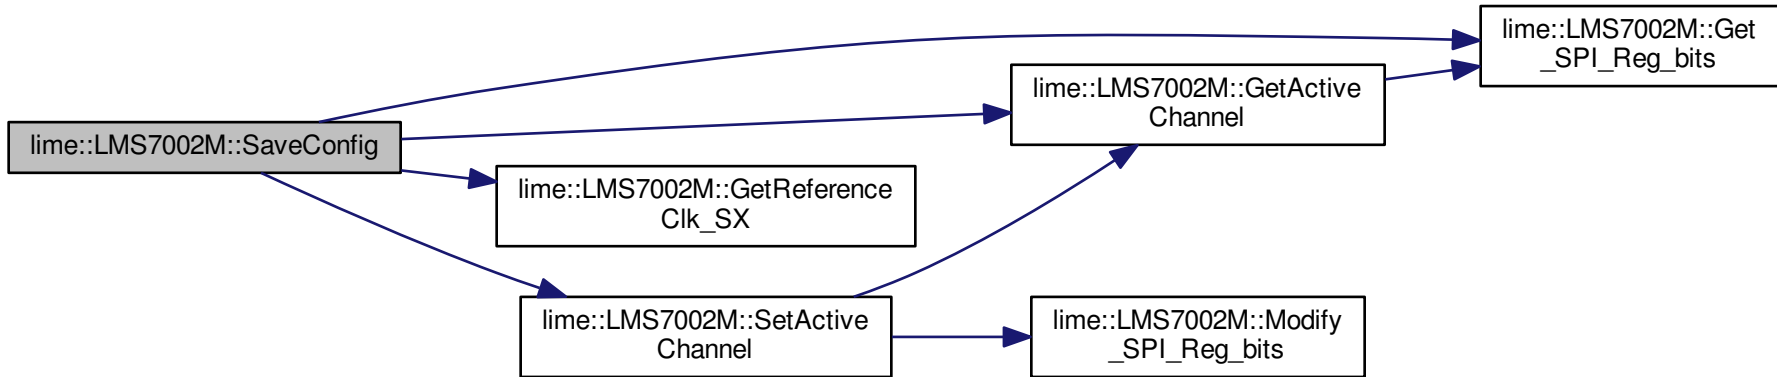 lime::LMS7002M::SaveConfig
lime::LMS7002M::GetReference
Clk_SX
lime::LMS7002M::SetActive
Channel
lime::LMS7002M::GetActive
Channel
lime::LMS7002M::Modify
_SPI_Reg_bits
lime::LMS7002M::Get
_SPI_Reg_bits